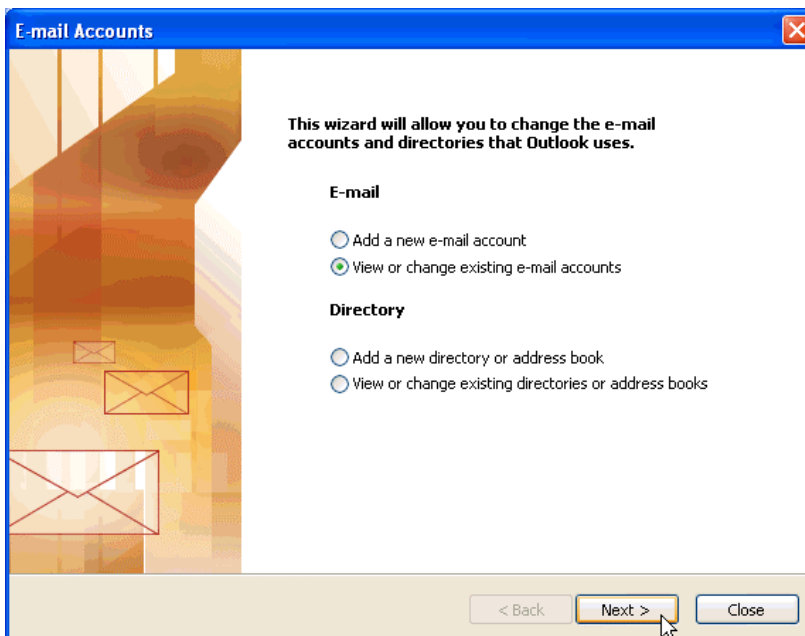 E-mail Accounts
This wizard will allow you to change the e-mail
accounts and directories that Outlook uses.
E-mail
Add a new e-mail account
View or change existing e-mail accounts
Directory
Add a new directory or address book
View or change existing directories or address books
< Back Next > Close